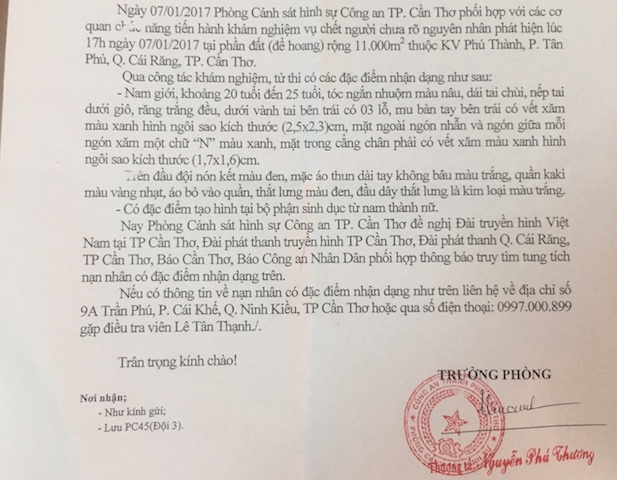 Ngày 07/01/2017 Phòng Cảnh sát hình sự Công an TP. Cần Thơ phối hợp với các cơ
quan chức năng tiến hành khám nghiệm vụ chết người chưa rõ nguyên nhân phát hiện lúc
17h ngày 07/01/2017 tại phần đất (để hoang) rộng 11.000m² thuộc KV Phú Thành, P. Tân
Phú, Q. Cái Răng, TP. Cần Thơ.
Qua công tác khám nghiệm, tử thi có các đặc điểm nhận dạng như sau:
- Nam giới, khoảng 20 tuổi đến 25 tuổi, tóc ngắn nhuộm màu nâu, dái tai chùi, nếp tai
dưới giô, răng trắng đều, dưới vành tai bên trái có 03 lỗ, mu bàn tay bên trái có vết xăm
màu xanh hình ngôi sao kích thước (2,5x2,3)cm, mặt ngoài ngón nhẫn và ngón giữa mỗi
ngón xăm một chữ “N” màu xanh, mặt trong cẳng chân phải có vết xăm màu xanh hình
ngôi sao kích thước (1,7x1,6)cm.
Trên đầu đội nón kết màu đen, mặc áo thun dài tay không bâu màu trắng, quần kaki
màu vàng nhạt, áo bỏ vào quần, thắt lưng màu đen, đầu dây thắt lưng là kim loại màu trắng.
- Có đặc điểm tạo hình tại bộ phận sinh dục từ nam thành nữ.
Nay Phòng Cảnh sát hình sự Công an TP. Cần Thơ đề nghị Đài truyền hình Việt
Nam tại TP Cần Thơ, Đài phát thanh truyền hình TP Cần Thơ, Đài phát thanh Q. Cái Răng,
TP Cần Thơ, Báo Cần Thơ, Báo Công an Nhân Dân phối hợp thông báo truy tìm tung tích
nạn nhân có đặc điểm nhận dạng trên.
Nếu có thông tin về nạn nhân có đặc điểm nhận dạng như trên liên hệ về địa chỉ số
9A Trần Phú, P. Cái Khế, Q. Ninh Kiều, TP Cần Thơ hoặc qua số điện thoại: 0997.000.899
gặp điều tra viên Lê Tân Thạnh./.
Trân trọng kính chào!
TRƯỞNG PHÒNG
Nơi nhận;
- Như kính gửi;
- Lưu PC45(Đội 3).
Thượng tá: Nguyễn Phú Thương